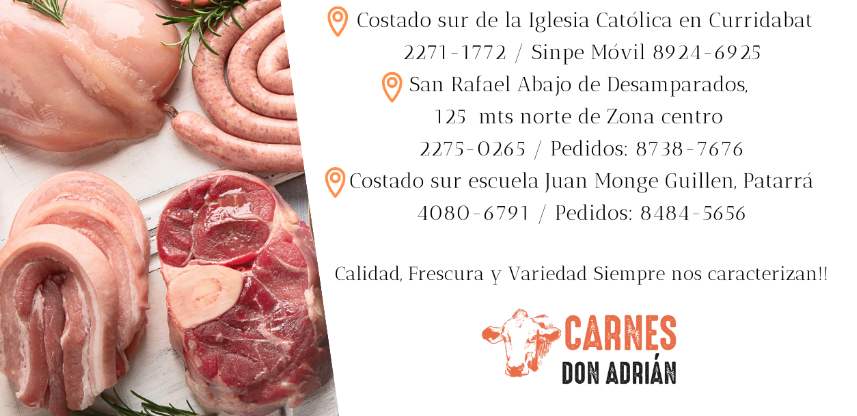 Costado sur de la Iglesia Católica en Curridabat
2271-1772 / Sinpe Móvil 8924-6925
San Rafael Abajo de Desamparados,
125 mts norte de Zona centro
2275-0265 / Pedidos: 8738-7676
Costado sur escuela Juan Monge Guillen, Patarrá
4080-6791 / Pedidos: 8484-5656
Calidad, Frescura y Variedad Siempre nos caracterizan!!
CARNES
DON ADRIÁN